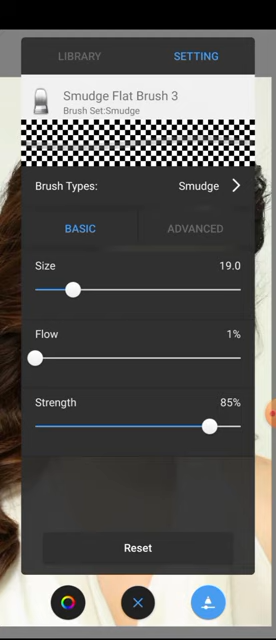 LIBRARY SETTING
Smudge Flat Brush 3
Brush Set:Smudge
Brush Types: Smudge
BASIC ADVANCED
Size 19.0
Flow 1%
Strength 85%
Reset